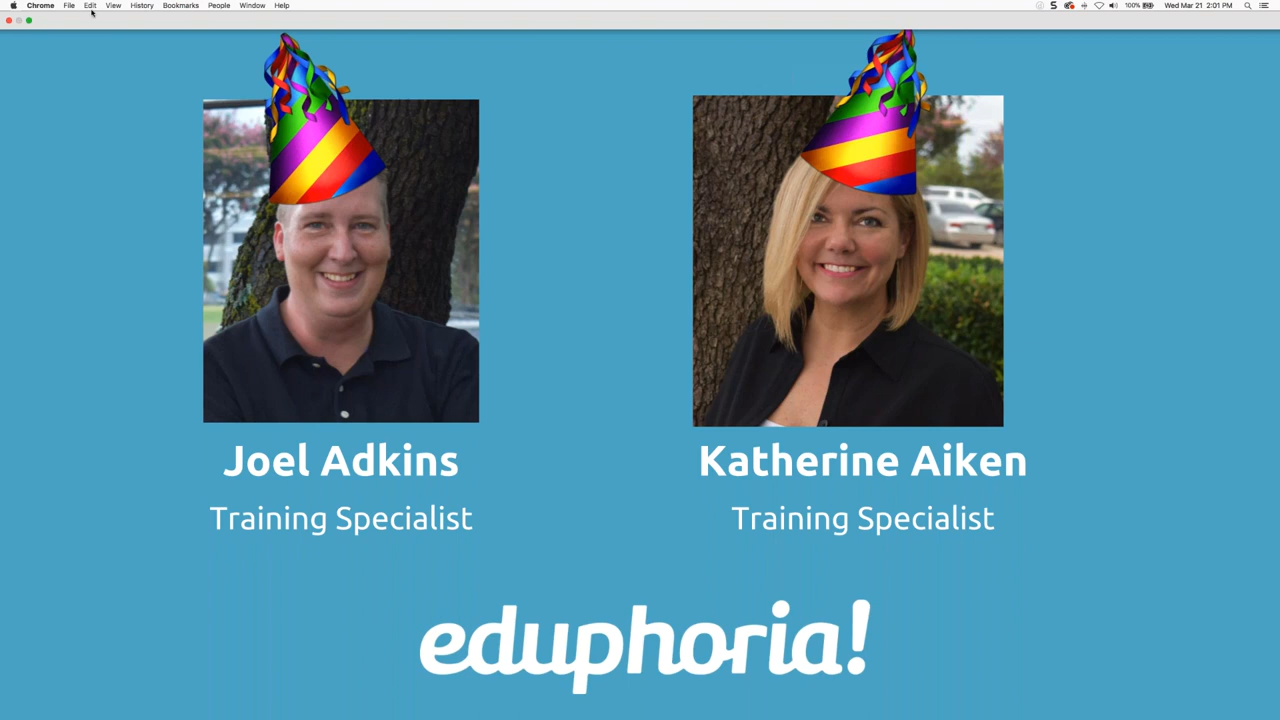 Chrome File Edit View History Bookmarks People Window Help
100% Wed Mar 21 2:01 PM
Joel Adkins
Katherine Aiken
Training Specialist
Training Specialist
eduphoria!